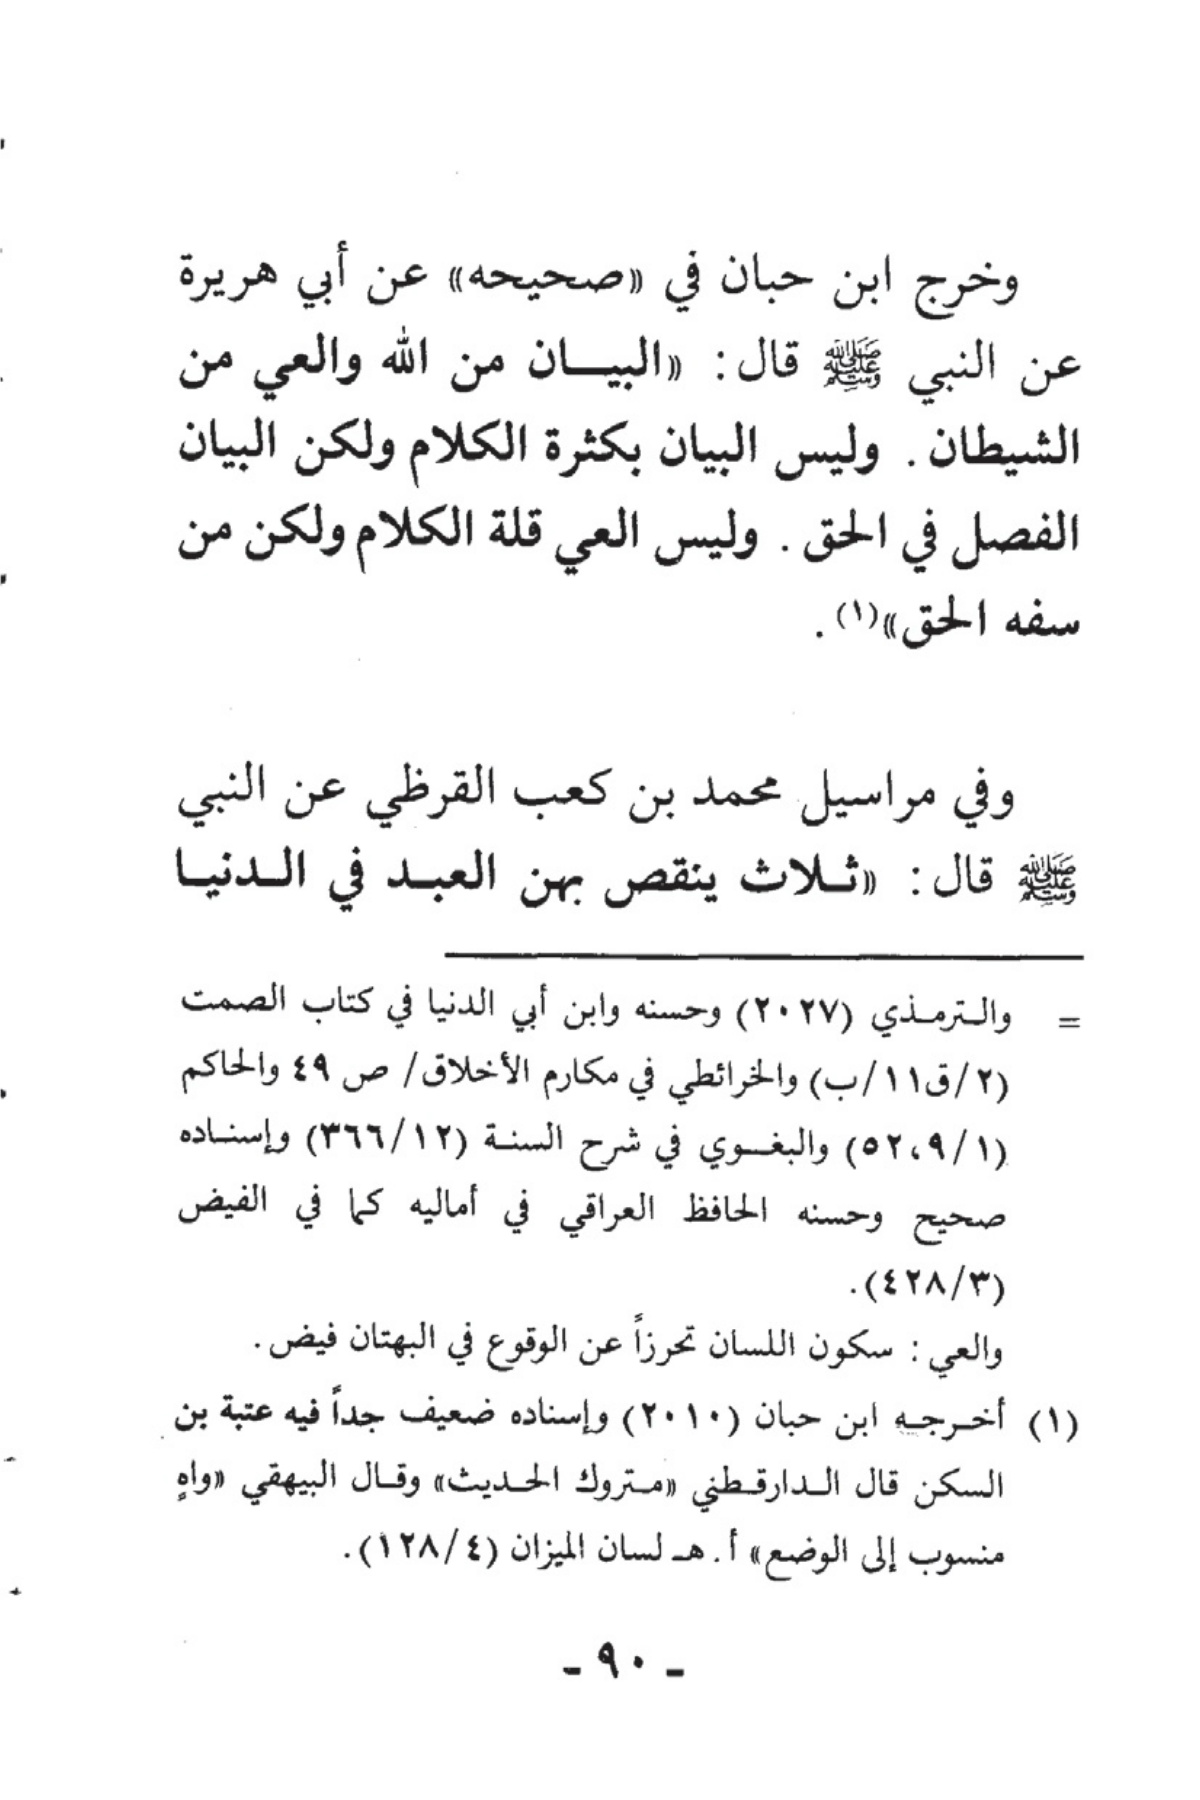 وخرج ابن حبان في «صحيحه» عن أبي هريرة
عن النبي ﷺ قال: «البيـــان من الله والعي من
الشيطان. وليس البيان بكثرة الكلام ولكن البيان
الفصل في الحق. وليس العي قلة الكلام ولكن من
سفه الحق»(١).
وفي مراسيل محمد بن كعب القرظي عن النبي
ﷺ قال: «ثـلاث ينقص بهن العبـد في الـدنيـا
= والـترمـذي (٢٠٢٧) وحسنه وابن أبي الدنيا في كتاب الصمت
(٢/ق١١/ب) والخرائطي في مكارم الأخلاق/ ص ٤٩ والحاكم
(٥٢،٩/١) والبغـوي في شرح السنـة (٣٦٦/١٢) وإسنـاده
صحيح وحسنه الحافظ العراقي في أماليه كما في الفيض
(٤٢٨/٣).
والعي: سكون اللسان تحرزاً عن الوقوع في البهتان فيض.
(١) أخـرجـه ابن حبان (٢٠١٠) وإسناده ضعيف جداً فيه عتبة بن
السكن قال الـدارقـطني «مـتروك الحـديث» وقـال البيهقي «واهٍ
منسوب إلى الوضع» أ. هـ لسان الميزان (١٢٨/٤).
- ٩٠ -